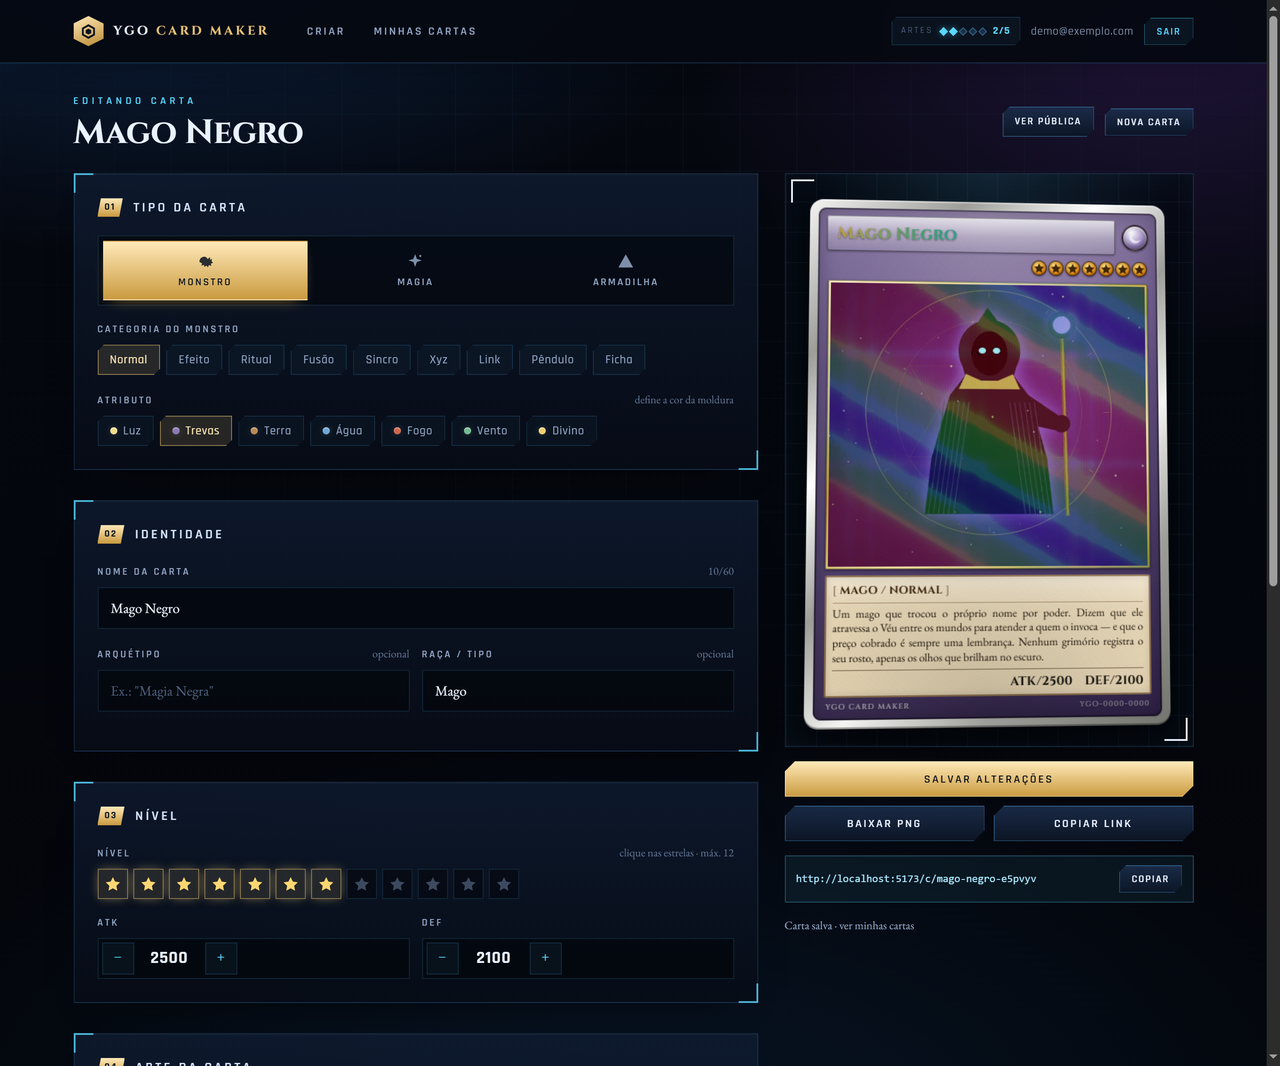 YGO CARD MAKER
CRIAR
MINHAS CARTAS
ARTES 2/5
demo@exemplo.com
SAIR
EDITANDO CARTA
MAGO NEGRO
VER PÚBLICA
NOVA CARTA
01 TIPO DA CARTA
MONSTRO
MAGIA
ARMADILHA
CATEGORIA DO MONSTRO
Normal
Efeito
Ritual
Fusão
Sincro
Xyz
Link
Pêndulo
Ficha
ATRIBUTO
define a cor da moldura
Luz
Trevas
Terra
Água
Fogo
Vento
Divino
02 IDENTIDADE
NOME DA CARTA
10/60
Mago Negro
ARQUÉTIPO
opcional
RAÇA / TIPO
opcional
Ex.: "Magia Negra"
Mago
03 NÍVEL
NÍVEL
clique nas estrelas · máx. 12
ATK
DEF
− 2500 +
− 2100 +
04 ARTE DA CARTA
MAGO NEGRO
[ MAGO / NORMAL ]
Um mago que trocou o próprio nome por poder. Dizem que ele
atravessa o Véu entre os mundos para atender a quem o invoca — e que o
preço cobrado é sempre uma lembrança. Nenhum grimório registra o
seu rosto, apenas os olhos que brilham no escuro.
ATK/2500 DEF/2100
YGO CARD MAKER
YGO-0000-0000
SALVAR ALTERAÇÕES
BAIXAR PNG
COPIAR LINK
http://localhost:5173/c/mago-negro-e5pvyv
COPIAR
Carta salva · ver minhas cartas